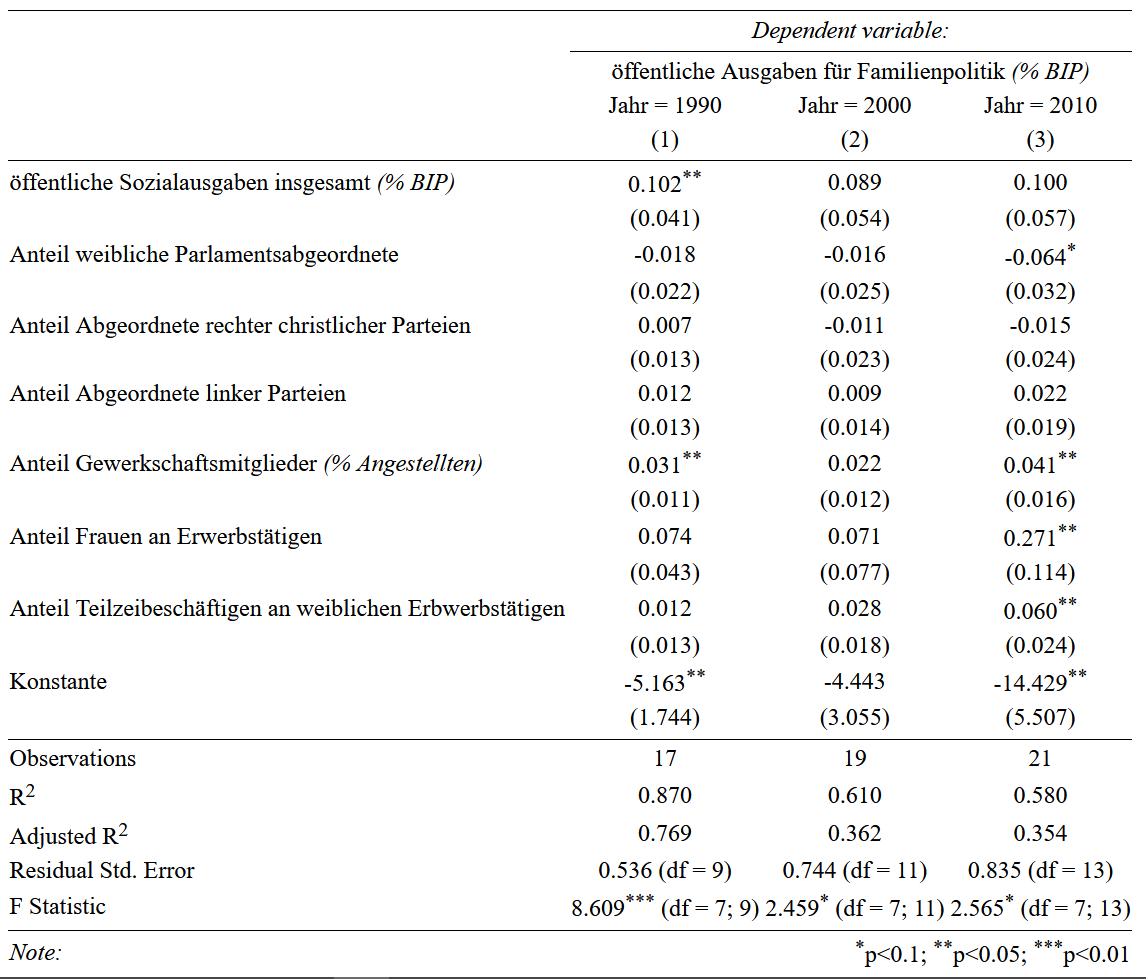 Dependent variable:
öffentliche Ausgaben für Familienpolitik (% BIP)
Jahr = 1990 Jahr = 2000 Jahr = 2010
(1) (2) (3)
öffentliche Sozialausgaben insgesamt (% BIP) 0.102** 0.089 0.100
(0.041) (0.054) (0.057)
Anteil weibliche Parlamentsabgeordnete -0.018 -0.016 -0.064*
(0.022) (0.025) (0.032)
Anteil Abgeordnete rechter christlicher Parteien 0.007 -0.011 -0.015
(0.013) (0.023) (0.024)
Anteil Abgeordnete linker Parteien 0.012 0.009 0.022
(0.013) (0.014) (0.019)
Anteil Gewerkschaftsmitglieder (% Angestellten) 0.031** 0.022 0.041**
(0.011) (0.012) (0.016)
Anteil Frauen an Erwerbstätigen 0.074 0.071 0.271**
(0.043) (0.077) (0.114)
Anteil Teilzeibeschäftigen an weiblichen Erbwerbstätigen 0.012 0.028 0.060**
(0.013) (0.018) (0.024)
Konstante -5.163** -4.443 -14.429**
(1.744) (3.055) (5.507)
Observations 17 19 21
R2 0.870 0.610 0.580
Adjusted R2 0.769 0.362 0.354
Residual Std. Error 0.536 (df = 9) 0.744 (df = 11) 0.835 (df = 13)
F Statistic 8.609*** (df = 7; 9) 2.459* (df = 7; 11) 2.565* (df = 7; 13)
Note: *p<0.1; **p<0.05; ***p<0.01